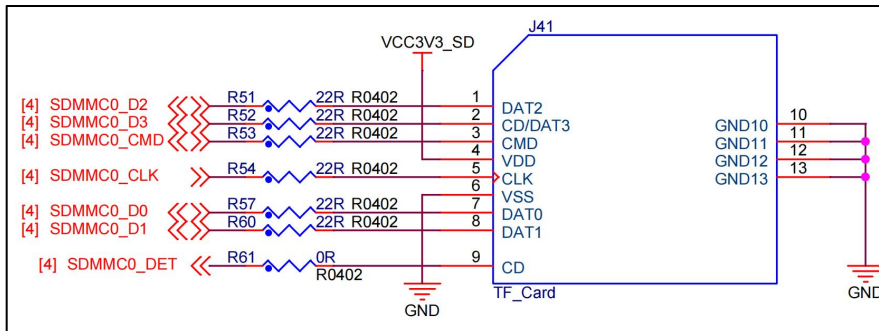 J41
VCC3V3_SD
[4] SDMMC0_D2 R51 22R R0402 1 DAT2
[4] SDMMC0_D3 R52 22R R0402 2 CD/DAT3
[4] SDMMC0_CMD R53 22R R0402 3 CMD
4 VDD
[4] SDMMC0_CLK R54 22R R0402 5 CLK
6 VSS
[4] SDMMC0_D0 R57 22R R0402 7 DAT0
[4] SDMMC0_D1 R60 22R R0402 8 DAT1
[4] SDMMC0_DET R61 0R R0402 9 CD
GND10 10
GND11 11
GND12 12
GND13 13
TF_Card
GND
GND